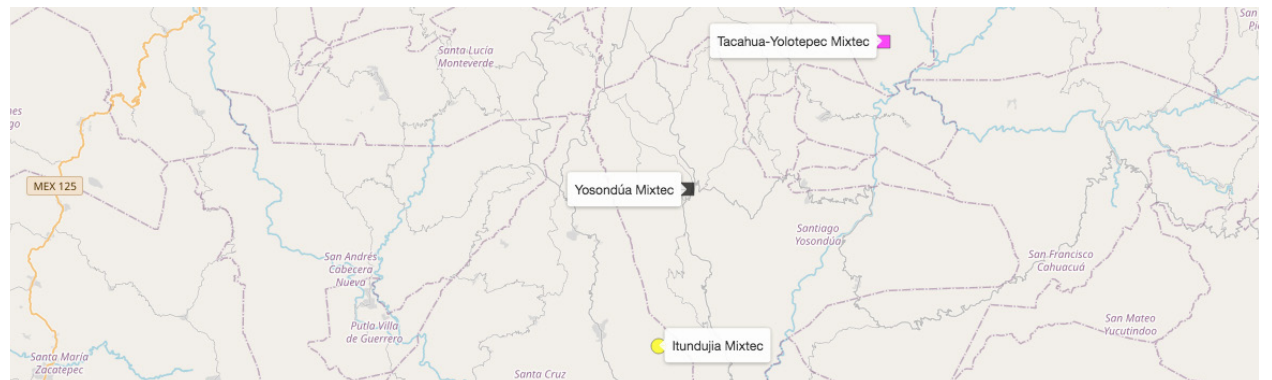 San
Tacahua-Yolotepec Mixtec
Santa Lucía
Monteverde
MEX 125
Yosondúa Mixtec
Santiago
Yosondúa
San Andrés
Cabecera
Nueva
San Francisco
Cahuacuá
Putla Villa
de Guerrero
San Mateo
Yucutindoo
Itundujia Mixtec
Santa María
Zacatepec
Santa Cruz